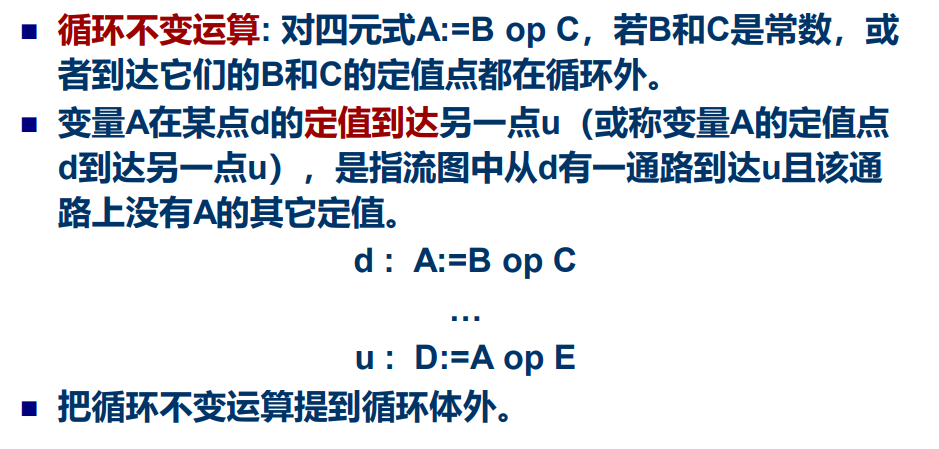 ■ 循环不变运算: 对四元式A:=B op C，若B和C是常数，或
者到达它们的B和C的定值点都在循环外。
■ 变量A在某点d的定值到达另一点u（或称变量A的定值点
d到达另一点u），是指流图中从d有一通路到达u且该通
路上没有A的其它定值。
d： A:=B op C
…
u： D:=A op E
■ 把循环不变运算提到循环体外。